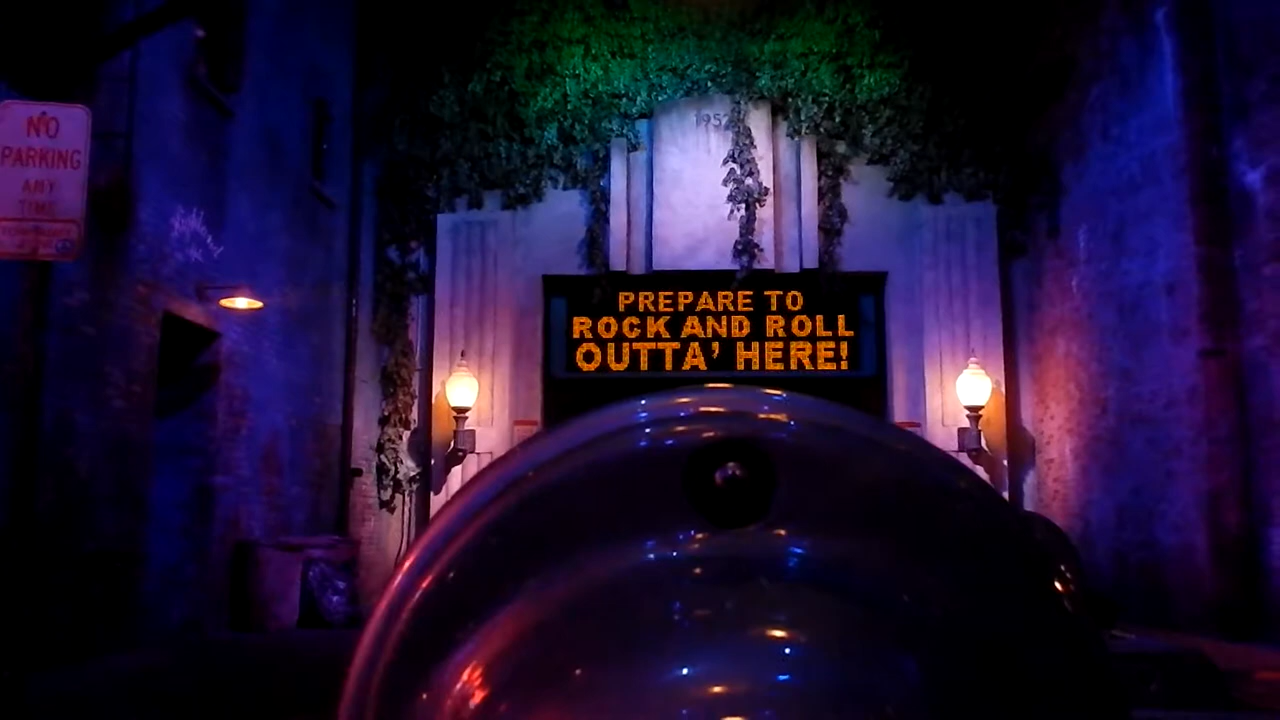 NO
PARKING
ANY
TIME
1952
PREPARE TO
ROCK AND ROLL
OUTTA' HERE!